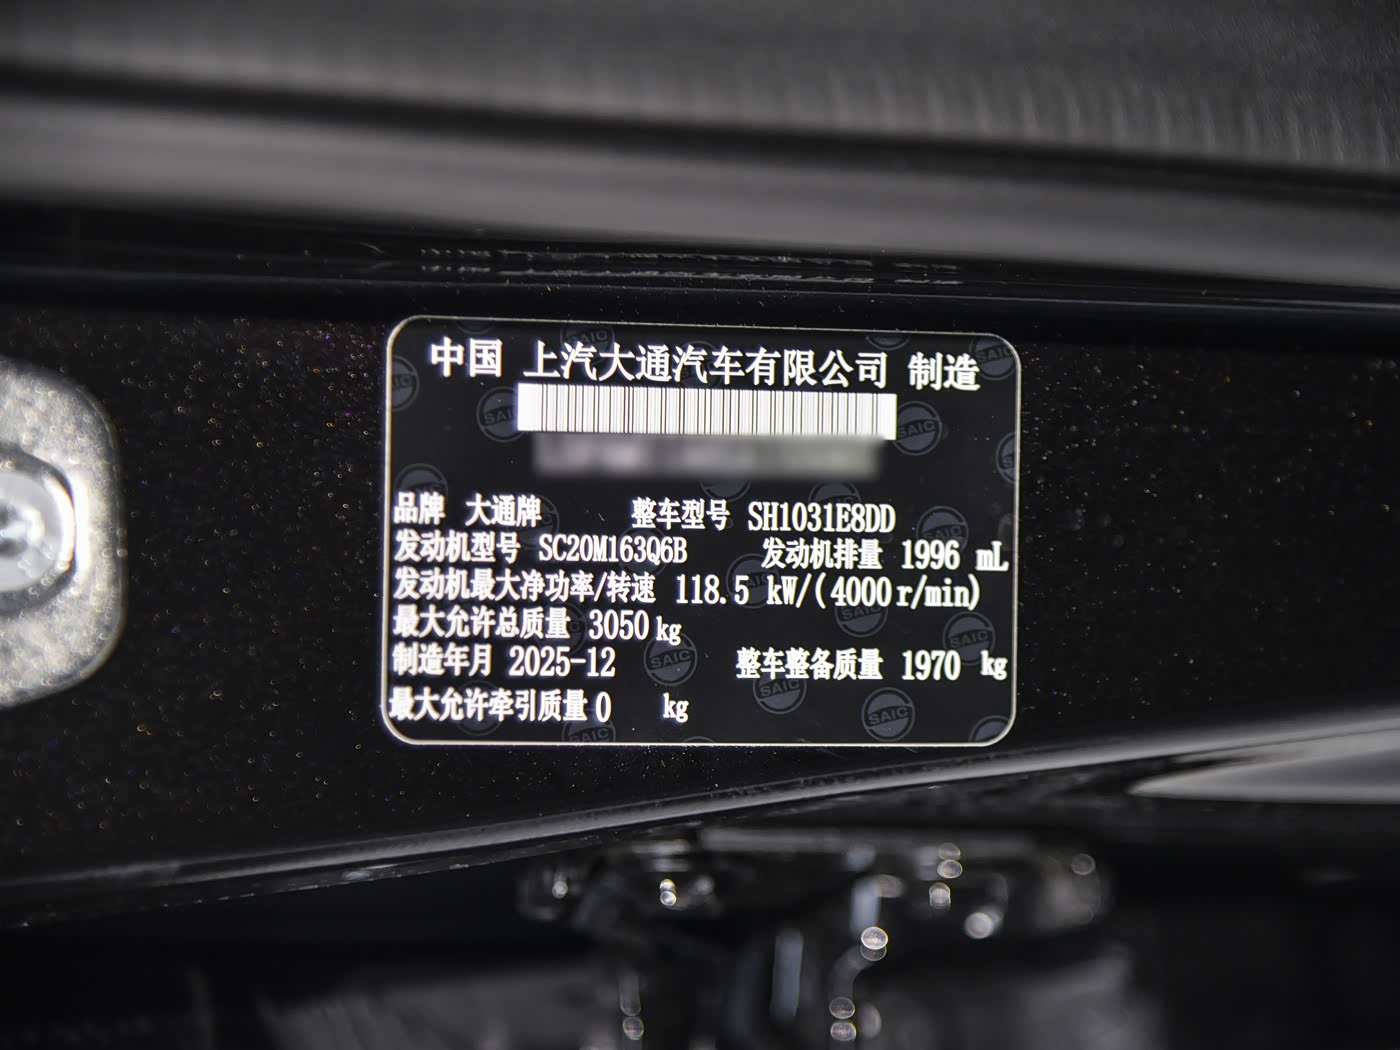 中国 上汽大通汽车有限公司 制造
品牌 大通牌 整车型号 SH1031E8DD
发动机型号 SC20M163Q6B 发动机排量 1996 mL
发动机最大净功率/转速 118.5 kW/(4000r/min)
最大允许总质量 3050 kg
制造年月 2025-12 整车整备质量 1970 kg
最大允许牵引质量 0 kg
SAIC